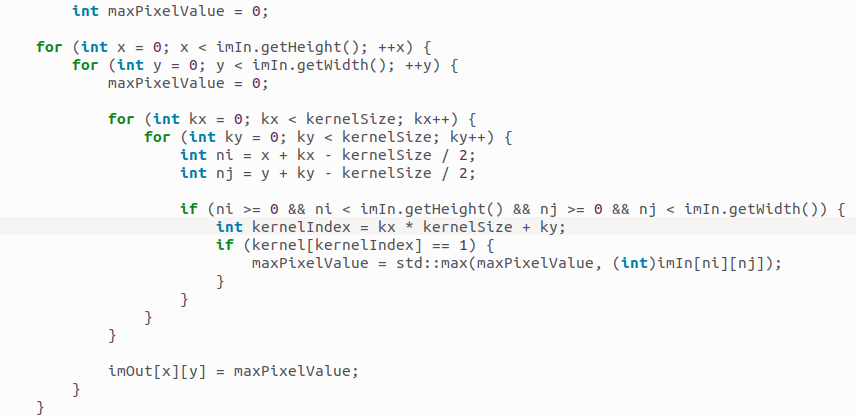 int maxPixelValue = 0;

    for (int x = 0; x < imIn.getHeight(); ++x) {
        for (int y = 0; y < imIn.getWidth(); ++y) {
            maxPixelValue = 0;

            for (int kx = 0; kx < kernelSize; kx++) {
                for (int ky = 0; ky < kernelSize; ky++) {
                    int ni = x + kx - kernelSize / 2;
                    int nj = y + ky - kernelSize / 2;

                    if (ni >= 0 && ni < imIn.getHeight() && nj >= 0 && nj < imIn.getWidth()) {
                        int kernelIndex = kx * kernelSize + ky;
                        if (kernel[kernelIndex] == 1) {
                            maxPixelValue = std::max(maxPixelValue, (int)imIn[ni][nj]);
                        }
                    }
                }
            }

            imOut[x][y] = maxPixelValue;
        }
    }